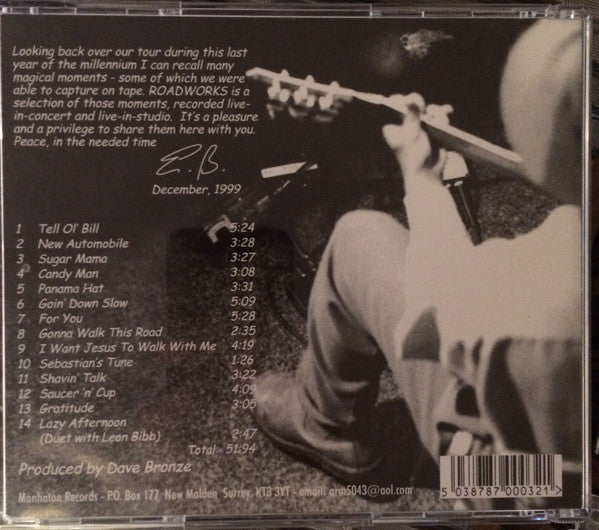 Looking back over our tour during this last
year of the millennium I can recall many
magical moments - some of which we were
able to capture on tape. ROADWORKS is a
selection of those moments, recorded live-
in-concert and live-in-studio. It's a pleasure
and a privilege to share them here with you.
Peace, in the needed time
E. B.
December, 1999
1 Tell Ol' Bill 5:24
2 New Automobile 3:28
3 Sugar Mama 3:27
4 Candy Man 3:08
5 Panama Hat 3:31
6 Goin' Down Slow 5:09
7 For You 5:28
8 Gonna Walk This Road 2:35
9 I Want Jesus To Walk With Me 4:19
10 Sebastian's Tune 1:26
11 Shavin' Talk 3:22
12 Saucer 'n' Cup 4:09
13 Gratitude 3:05
14 Lazy Afternoon
(Duet with Leon Bibb) 2:47
Total:- 51:94
Produced by Dave Bronze
Manhaton Records - P.O. Box 177, New Malden, Surrey, KT3 3YT - email: arsh5043@aol.com
5 038787 000321 >